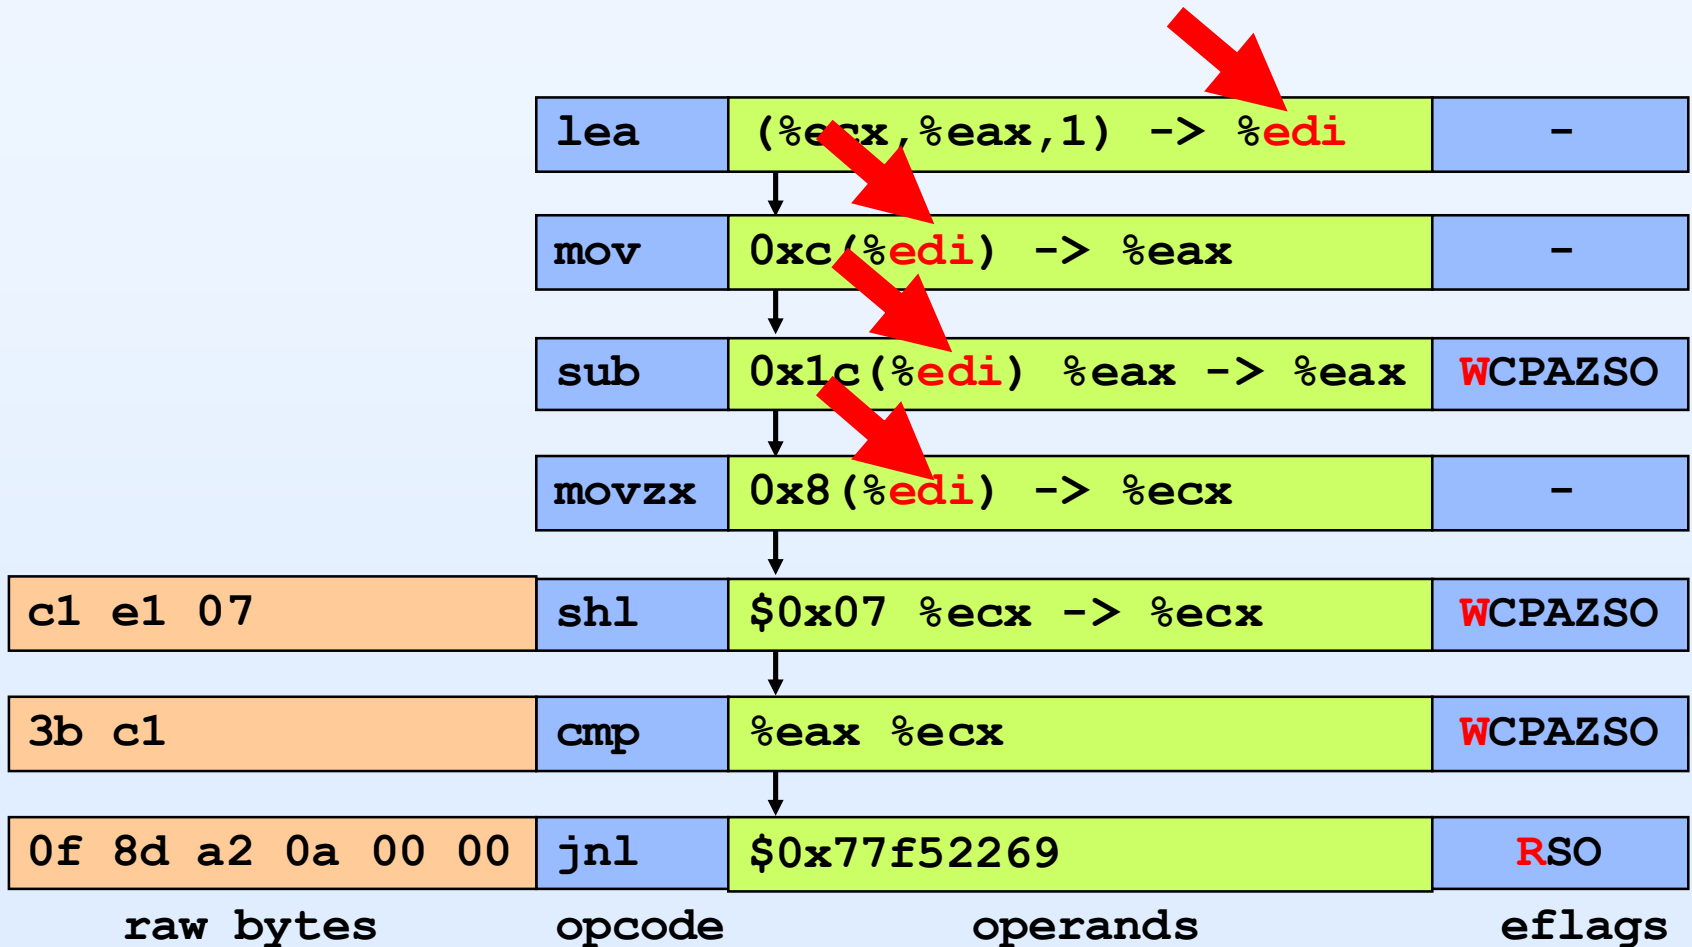 lea (%ecx,%eax,1) -> %edi -
mov 0xc(%edi) -> %eax -
sub 0x1c(%edi) %eax -> %eax WCPAZSO
movzx 0x8(%edi) -> %ecx -
c1 e1 07 shl $0x07 %ecx -> %ecx WCPAZSO
3b c1 cmp %eax %ecx WCPAZSO
0f 8d a2 0a 00 00 jnl $0x77f52269 RSO
raw bytes opcode operands eflags